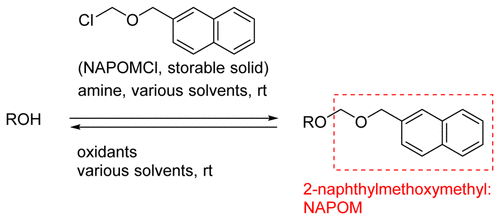 Cl
O
(NAPOMCl, storable solid)
amine, various solvents, rt
ROH
RO
O
oxidants
various solvents, rt
2-naphthylmethoxymethyl:
NAPOM